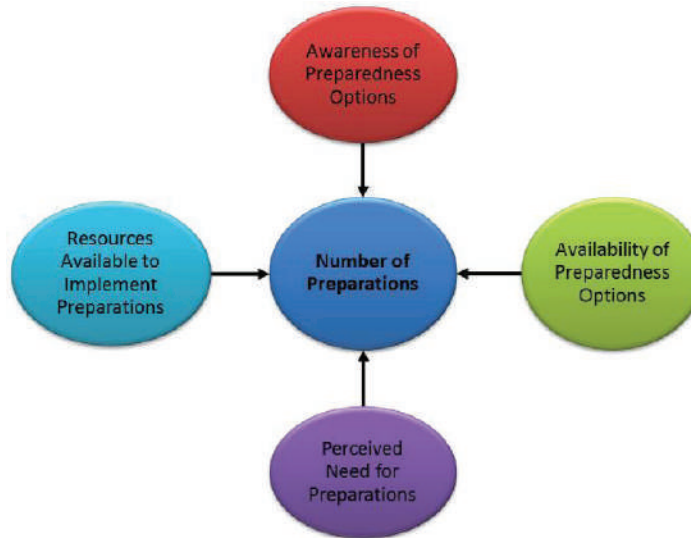 Awareness of
Preparedness
Options
Resources
Available to
Implement
Preparations
Number of
Preparations
Availability of
Preparedness
Options
Perceived
Need for
Preparations